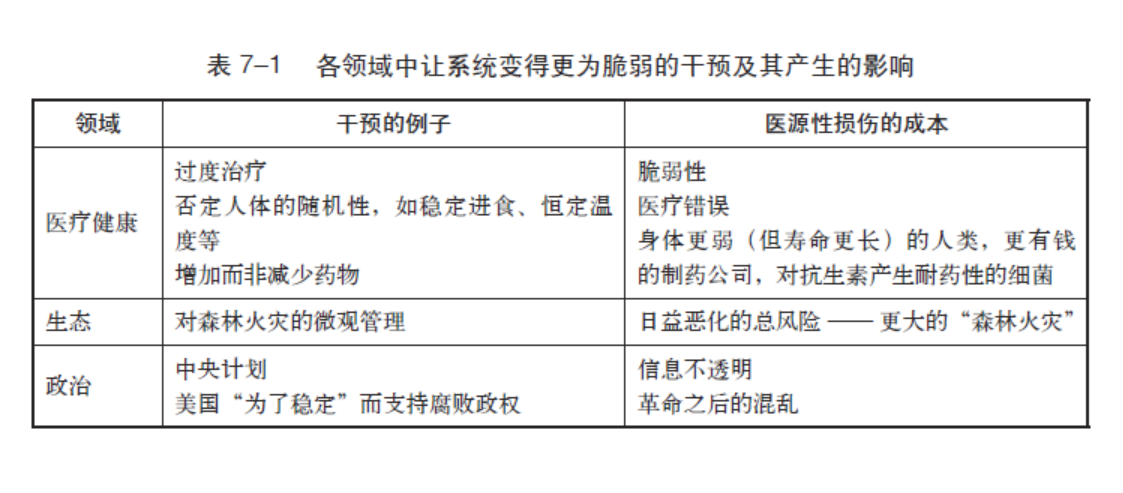 表 7–1 各领域中让系统变得更为脆弱的干预及其产生的影响
领域 干预的例子 医源性损伤的成本
医疗健康
过度治疗
否定人体的随机性，如稳定进食、恒定温
度等
增加而非减少药物
脆弱性
医疗错误
身体更弱（但寿命更长）的人类，更有钱
的制药公司，对抗生素产生耐药性的细菌
生态 对森林火灾的微观管理 日益恶化的总风险 —— 更大的“森林火灾”
政治
中央计划
美国“为了稳定”而支持腐败政权
信息不透明
革命之后的混乱